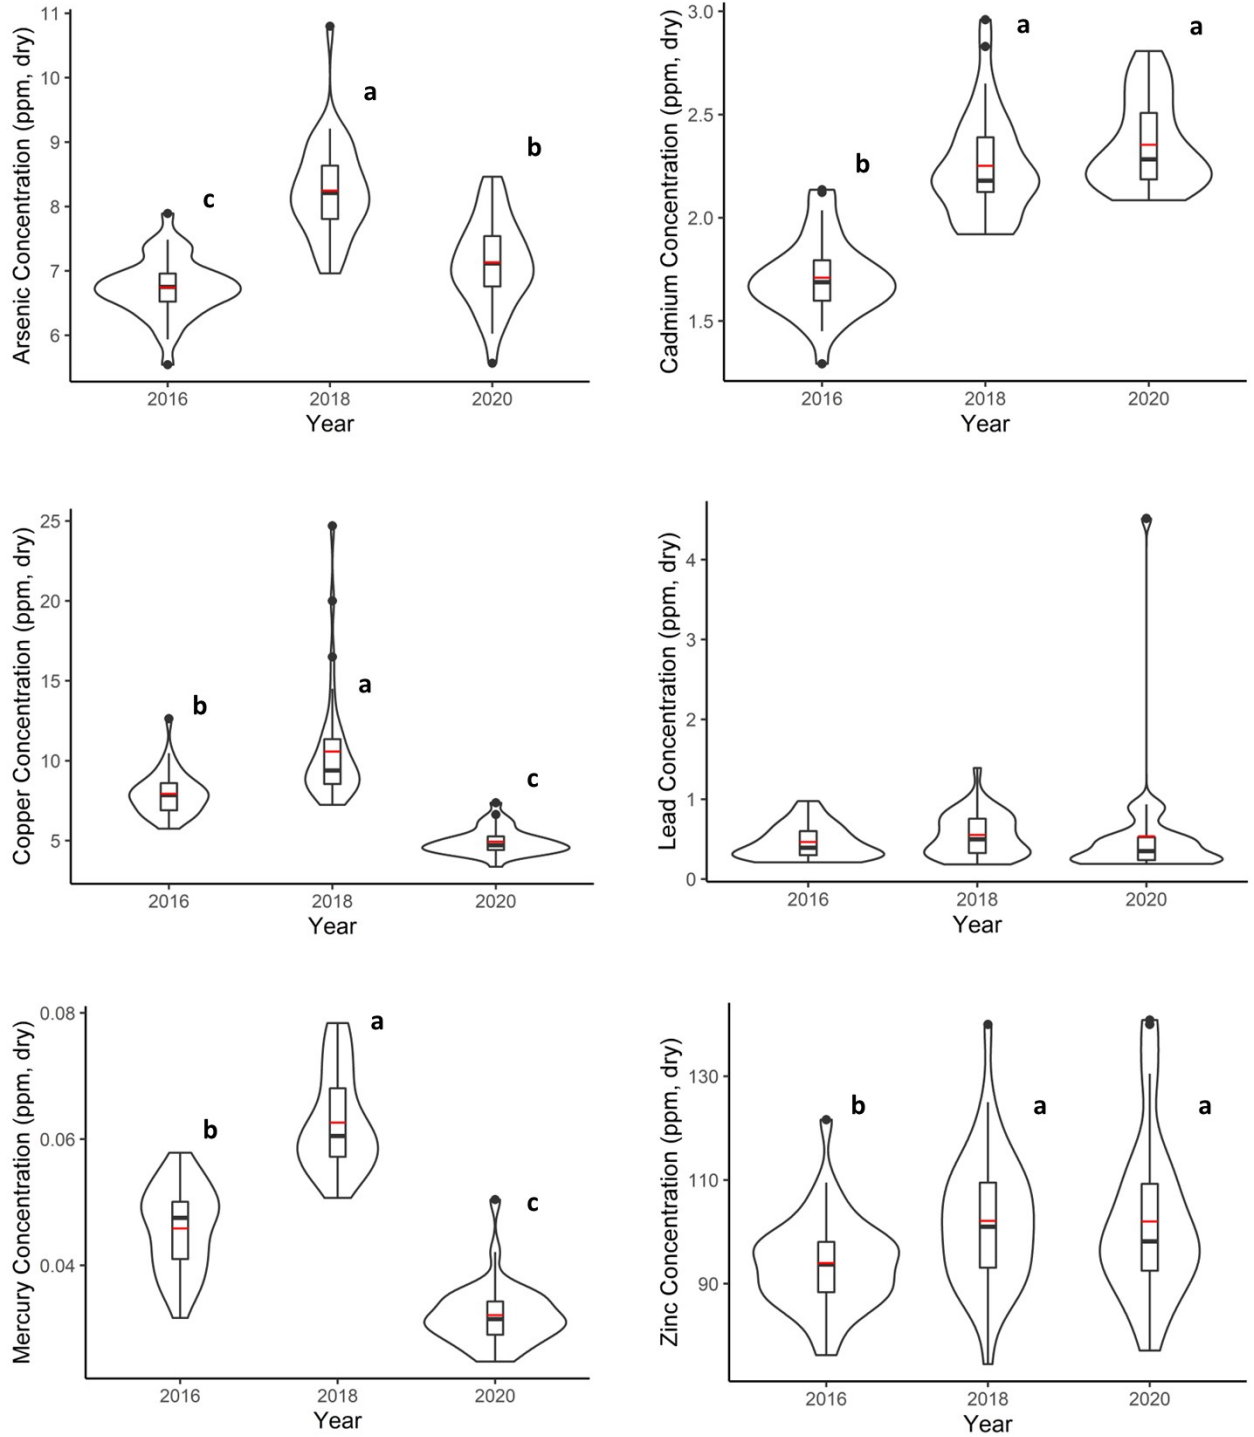 Arsenic Concentration (ppm, dry)
11
10
9
8
7
6
c
a
b
2016 2018 2020
Year
Cadmium Concentration (ppm, dry)
3.0
2.5
2.0
1.5
b
a
a
2016 2018 2020
Year
Copper Concentration (ppm, dry)
25
20
15
10
5
b
a
c
2016 2018 2020
Year
Lead Concentration (ppm, dry)
4
3
2
1
0
2016 2018 2020
Year
Mercury Concentration (ppm, dry)
0.08
0.06
0.04
b
a
c
2016 2018 2020
Year
Zinc Concentration (ppm, dry)
130
110
90
b
a
a
2016 2018 2020
Year